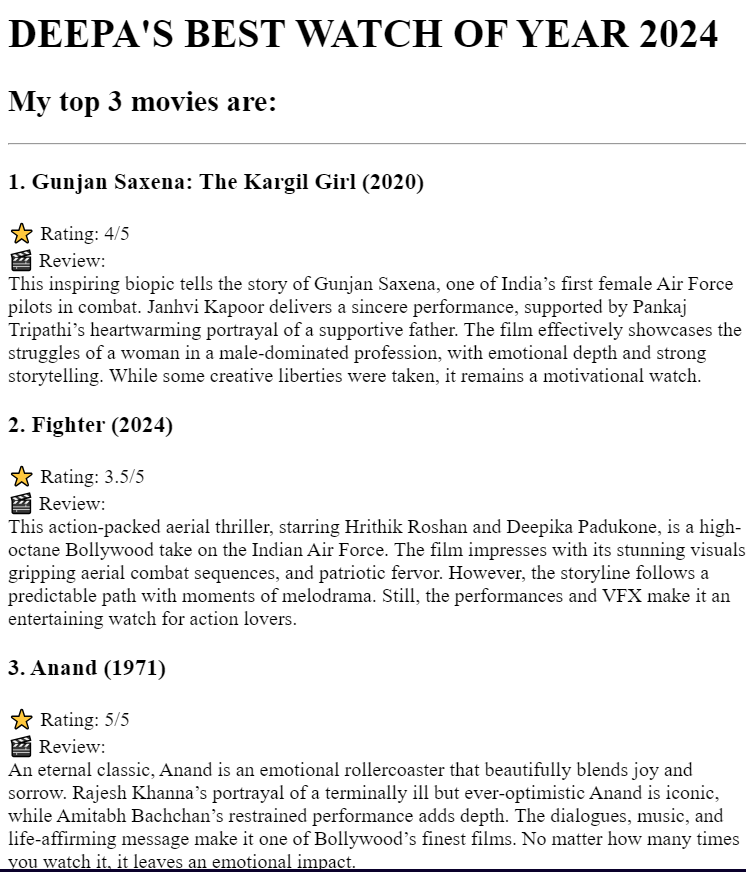 DEEPA'S BEST WATCH OF YEAR 2024
My top 3 movies are:
1. Gunjan Saxena: The Kargil Girl (2020)
⭐ Rating: 4/5
🎬 Review:
This inspiring biopic tells the story of Gunjan Saxena, one of India’s first female Air Force
pilots in combat. Janhvi Kapoor delivers a sincere performance, supported by Pankaj
Tripathi’s heartwarming portrayal of a supportive father. The film effectively showcases the
struggles of a woman in a male-dominated profession, with emotional depth and strong
storytelling. While some creative liberties were taken, it remains a motivational watch.
2. Fighter (2024)
⭐ Rating: 3.5/5
🎬 Review:
This action-packed aerial thriller, starring Hrithik Roshan and Deepika Padukone, is a high-
octane Bollywood take on the Indian Air Force. The film impresses with its stunning visuals
gripping aerial combat sequences, and patriotic fervor. However, the storyline follows a
predictable path with moments of melodrama. Still, the performances and VFX make it an
entertaining watch for action lovers.
3. Anand (1971)
⭐ Rating: 5/5
🎬 Review:
An eternal classic, Anand is an emotional rollercoaster that beautifully blends joy and
sorrow. Rajesh Khanna’s portrayal of a terminally ill but ever-optimistic Anand is iconic,
while Amitabh Bachchan’s restrained performance adds depth. The dialogues, music, and
life-affirming message make it one of Bollywood’s finest films. No matter how many times
you watch it, it leaves an emotional impact.